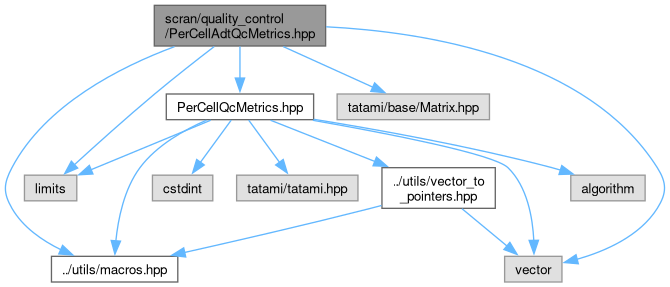 scran/quality_control
/PerCellAdtQcMetrics.hpp
PerCellQcMetrics.hpp
tatami/base/Matrix.hpp
limits
cstdint
tatami/tatami.hpp
../utils/vector_to
_pointers.hpp
algorithm
../utils/macros.hpp
vector